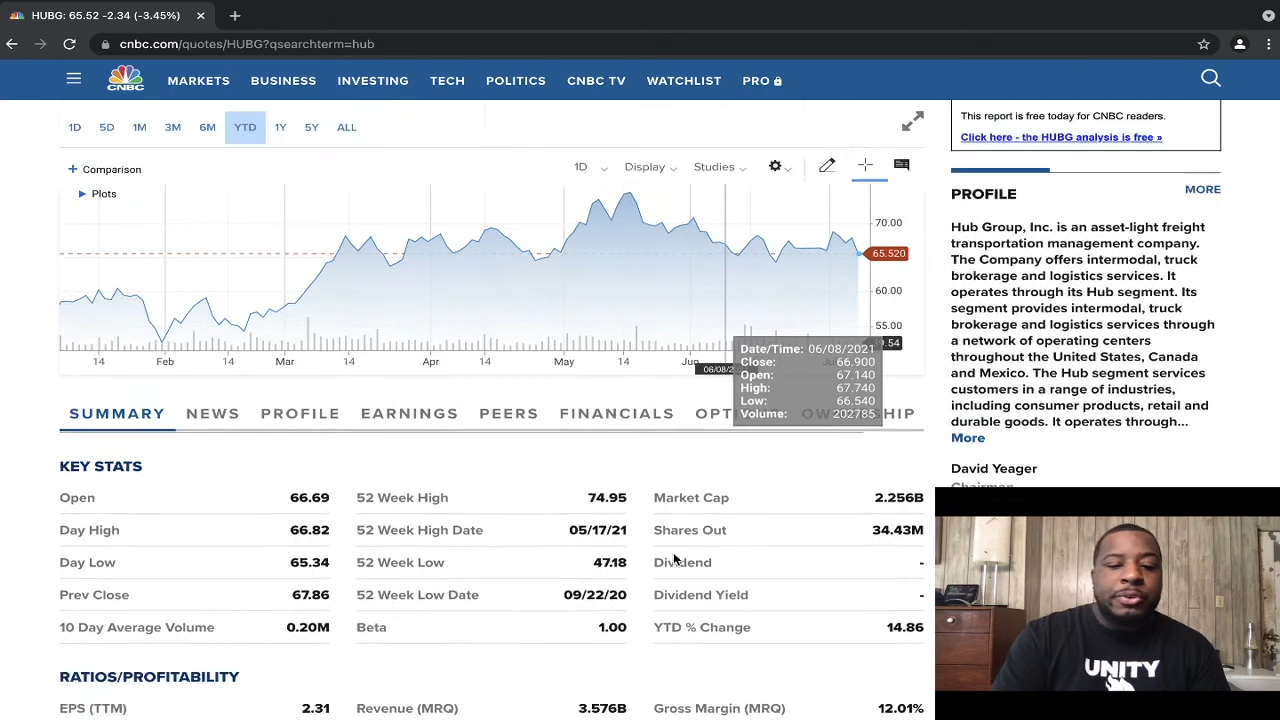 HUBG: 65.52 -2.34 (-3.45%)
cnbc.com/quotes/HUBG?qsearchterm=hub
CNBC
MARKETS BUSINESS INVESTING TECH POLITICS CNBC TV WATCHLIST PRO
1D 5D 1M 3M 6M YTD 1Y 5Y ALL
+ Comparison
1D Display Studies
Plots
70.00
65.520
60.00
55.00
14 Feb 14 Mar 14 Apr May 14 Jun
06/08/2
Date/Time: 06/08/2021
Close: 66.900
Open: 67.140
High: 67.740
Low: 66.540
Volume: 202785
SUMMARY NEWS PROFILE EARNINGS PEERS FINANCIALS
KEY STATS
Open 66.69
Day High 66.82
Day Low 65.34
Prev Close 67.86
10 Day Average Volume 0.20M
52 Week High 74.95
52 Week High Date 05/17/21
52 Week Low 47.18
52 Week Low Date 09/22/20
Beta 1.00
Market Cap 2.256B
Shares Out 34.43M
Dividend -
Dividend Yield -
YTD % Change 14.86
RATIOS/PROFITABILITY
EPS (TTM) 2.31
Revenue (MRQ) 3.576B
Gross Margin (MRQ) 12.01%
This report is free today for CNBC readers.
Click here - the HUBG analysis is free »
PROFILE MORE
Hub Group, Inc. is an asset-light freight
transportation management company.
The Company offers intermodal, truck
brokerage and logistics services. It
operates through its Hub segment. Its
segment provides intermodal, truck
brokerage and logistics services through
a network of operating centers
throughout the United States, Canada
and Mexico. The Hub segment services
customers in a range of industries,
including consumer products, retail and
durable goods. It operates through...
More
David Yeager
UNITY